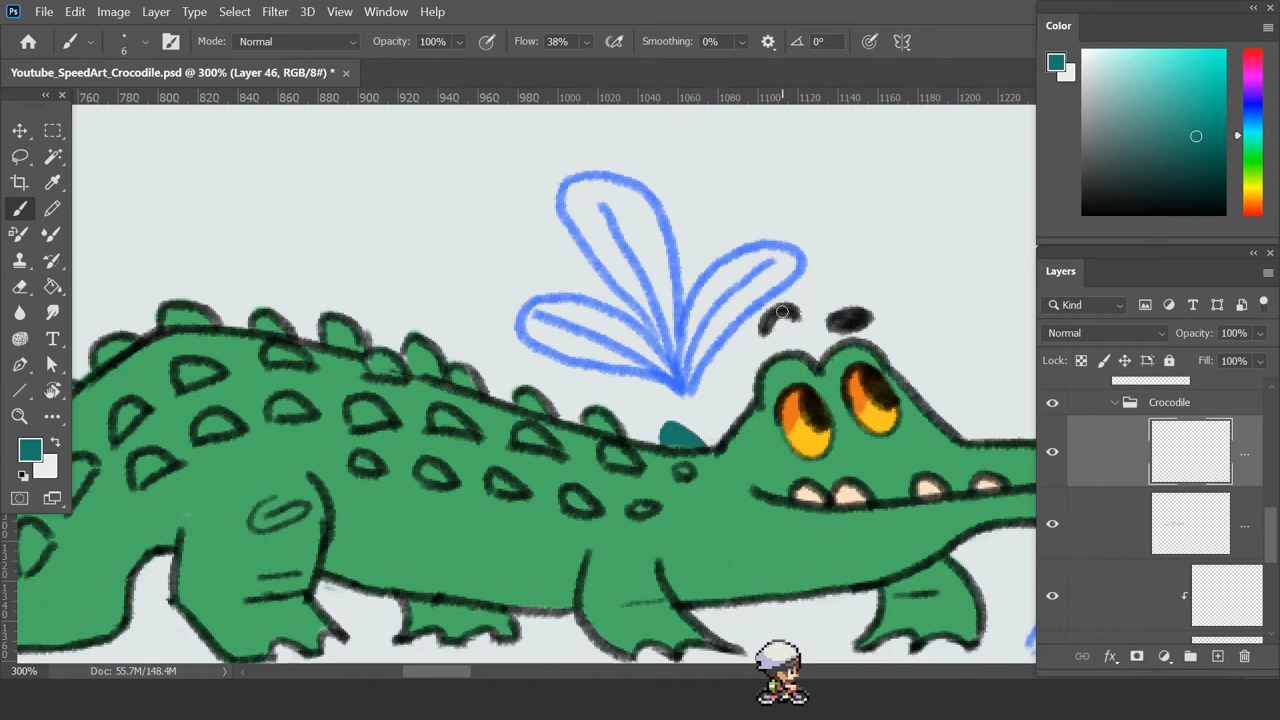 Ps File Edit Image Layer Type Select Filter 3D View Window Help
6 Mode: Normal Opacity: 100% Flow: 38% Smoothing: 0% 0°
Youtube_SpeedArt_Crocodile.psd @ 300% (Layer 46, RGB/8#) *
760 780 800 820 840 860 880 900 920 940 960 980 1000 1020 1040 1060 1080 1100 1120 1140 1160 1180 1200 1220
Color
Layers
Kind
Normal Opacity: 100%
Lock: Fill: 100%
Crocodile
...
...
fx
300% Doc: 55.7M/148.4M